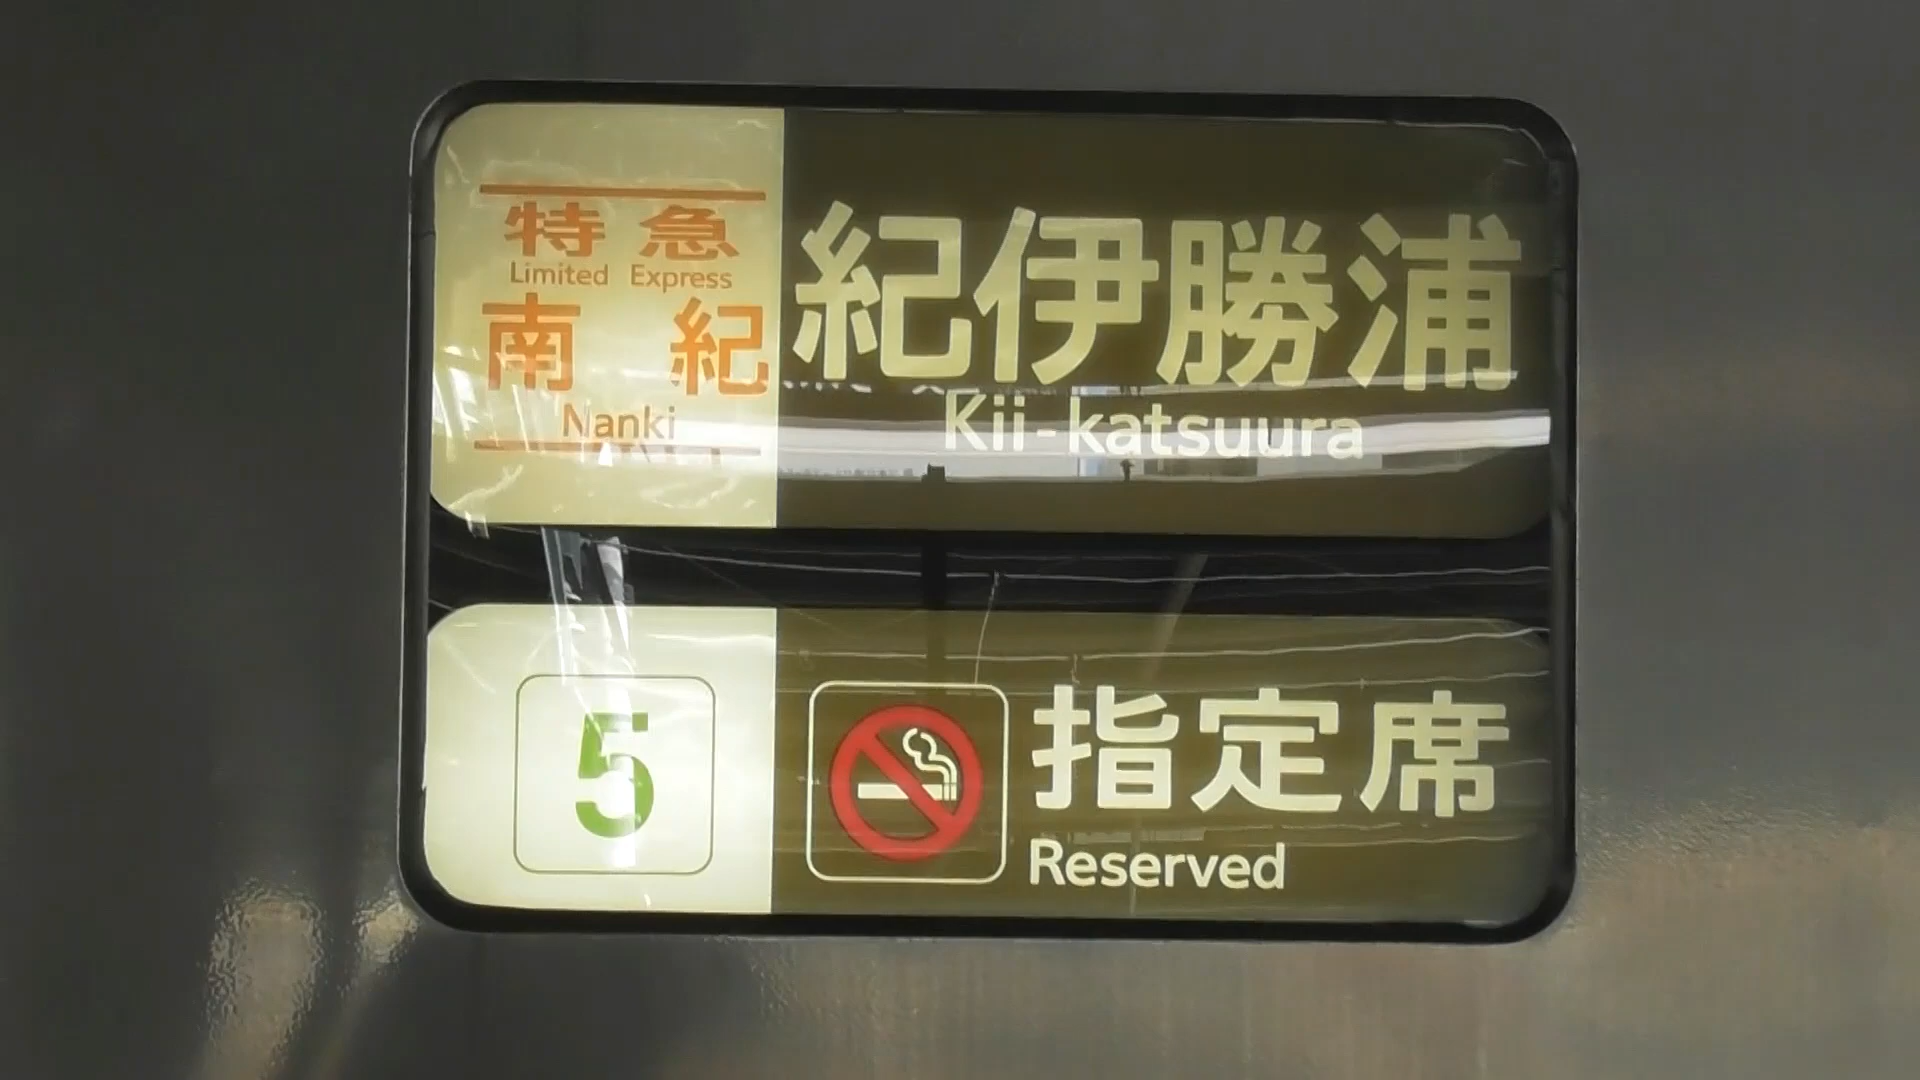 特急
Limited Express
南紀
Nanki
紀伊勝浦
Kii-katsuura
5
指定席
Reserved